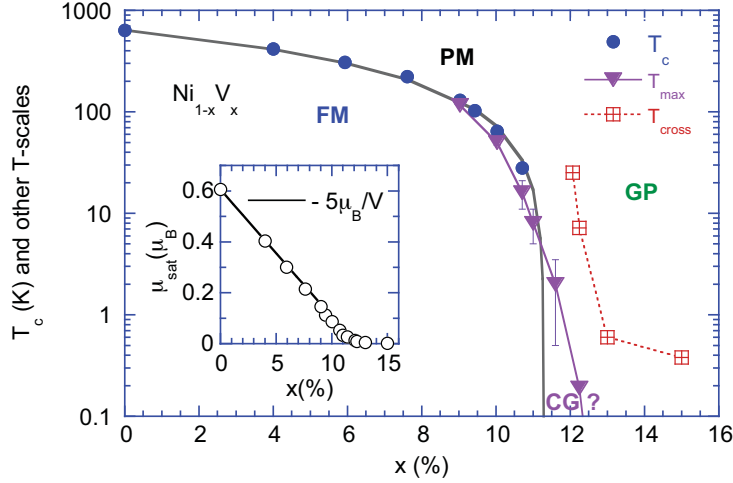 1000
100
10
1
0.1
T_c (K) and other T-scales
PM
Ni_{1-x}V_x
FM
T_c
T_max
T_cross
GP
CG ?
0.6
0.4
0.2
0
μ_sat(μ_B)
- 5μ_B/V
0 5 10 15
x(%)
0 2 4 6 8 10 12 14 16
x (%)